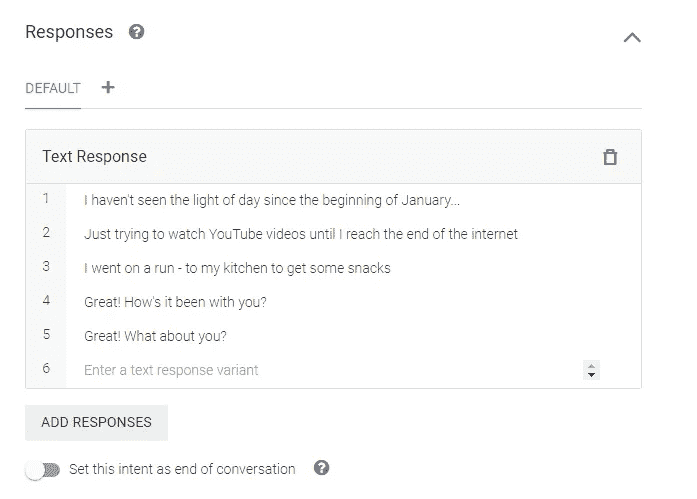 Responses
DEFAULT
Text Response
1 I haven't seen the light of day since the beginning of January...
2 Just trying to watch YouTube videos until I reach the end of the internet
3 I went on a run - to my kitchen to get some snacks
4 Great! How's it been with you?
5 Great! What about you?
6 Enter a text response variant
ADD RESPONSES
Set this intent as end of conversation